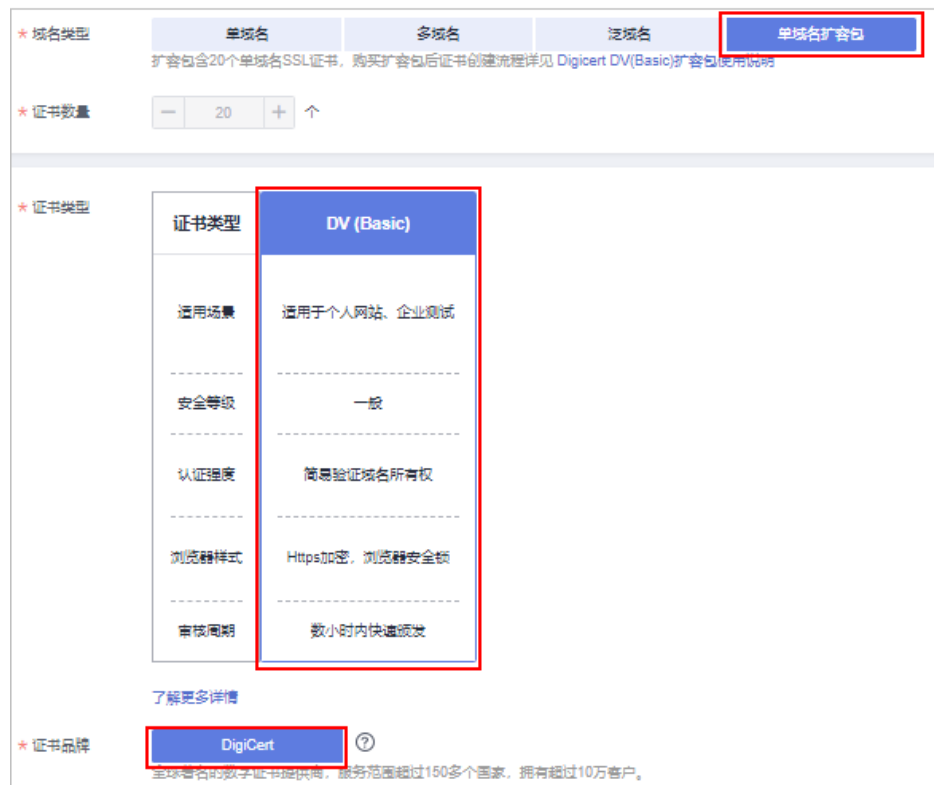 * 域名类型 单域名 多域名 泛域名 单域名扩容包
扩容包含20个单域名SSL证书，购买扩容包后证书创建流程详见 Digicert DV(Basic)扩容包使用说明
* 证书数量 — 20 + 个
* 证书类型
证书类型 DV (Basic)
适用场景 适用于个人网站、企业测试
安全等级 一般
认证强度 简易验证域名所有权
浏览器样式 Https加密，浏览器安全锁
审核周期 数小时内快速颁发
了解更多详情
* 证书品牌 DigiCert ?
全球著名的数字证书提供商，服务范围超过150多个国家，拥有超过10万客户。